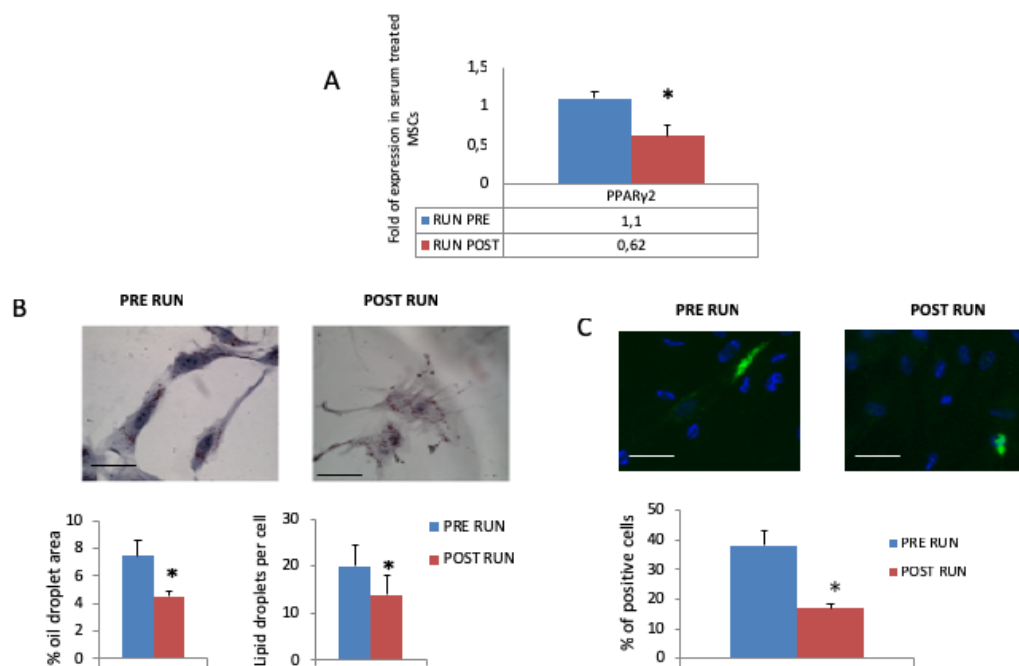 A
Fold of expression in serum treated
MSCs
1,5
1
0,5
0
*
PPARγ2
RUN PRE 1,1
RUN POST 0,62
B
PRE RUN
POST RUN
% oil droplet area
10
8
6
4
2
0
*
Lipid droplets per cell
30
20
10
0
*
PRE RUN
POST RUN
C
PRE RUN
POST RUN
% of positive cells
50
40
30
20
10
0
*
PRE RUN
POST RUN